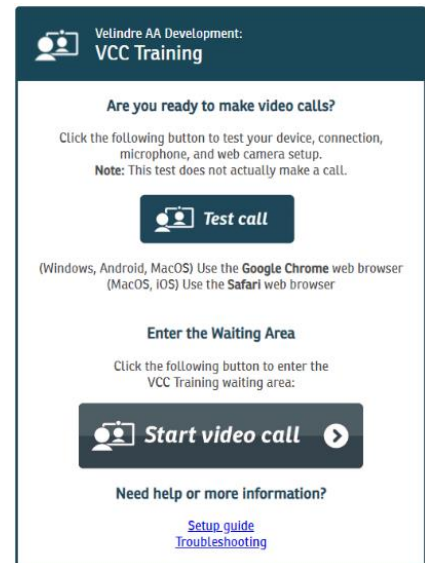 Velindre AA Development:
VCC Training
Are you ready to make video calls?
Click the following button to test your device, connection,
microphone, and web camera setup.
Note: This test does not actually make a call.
Test call
(Windows, Android, MacOS) Use the Google Chrome web browser
(MacOS, iOS) Use the Safari web browser
Enter the Waiting Area
Click the following button to enter the
VCC Training waiting area:
Start video call
Need help or more information?
Setup guide
Troubleshooting